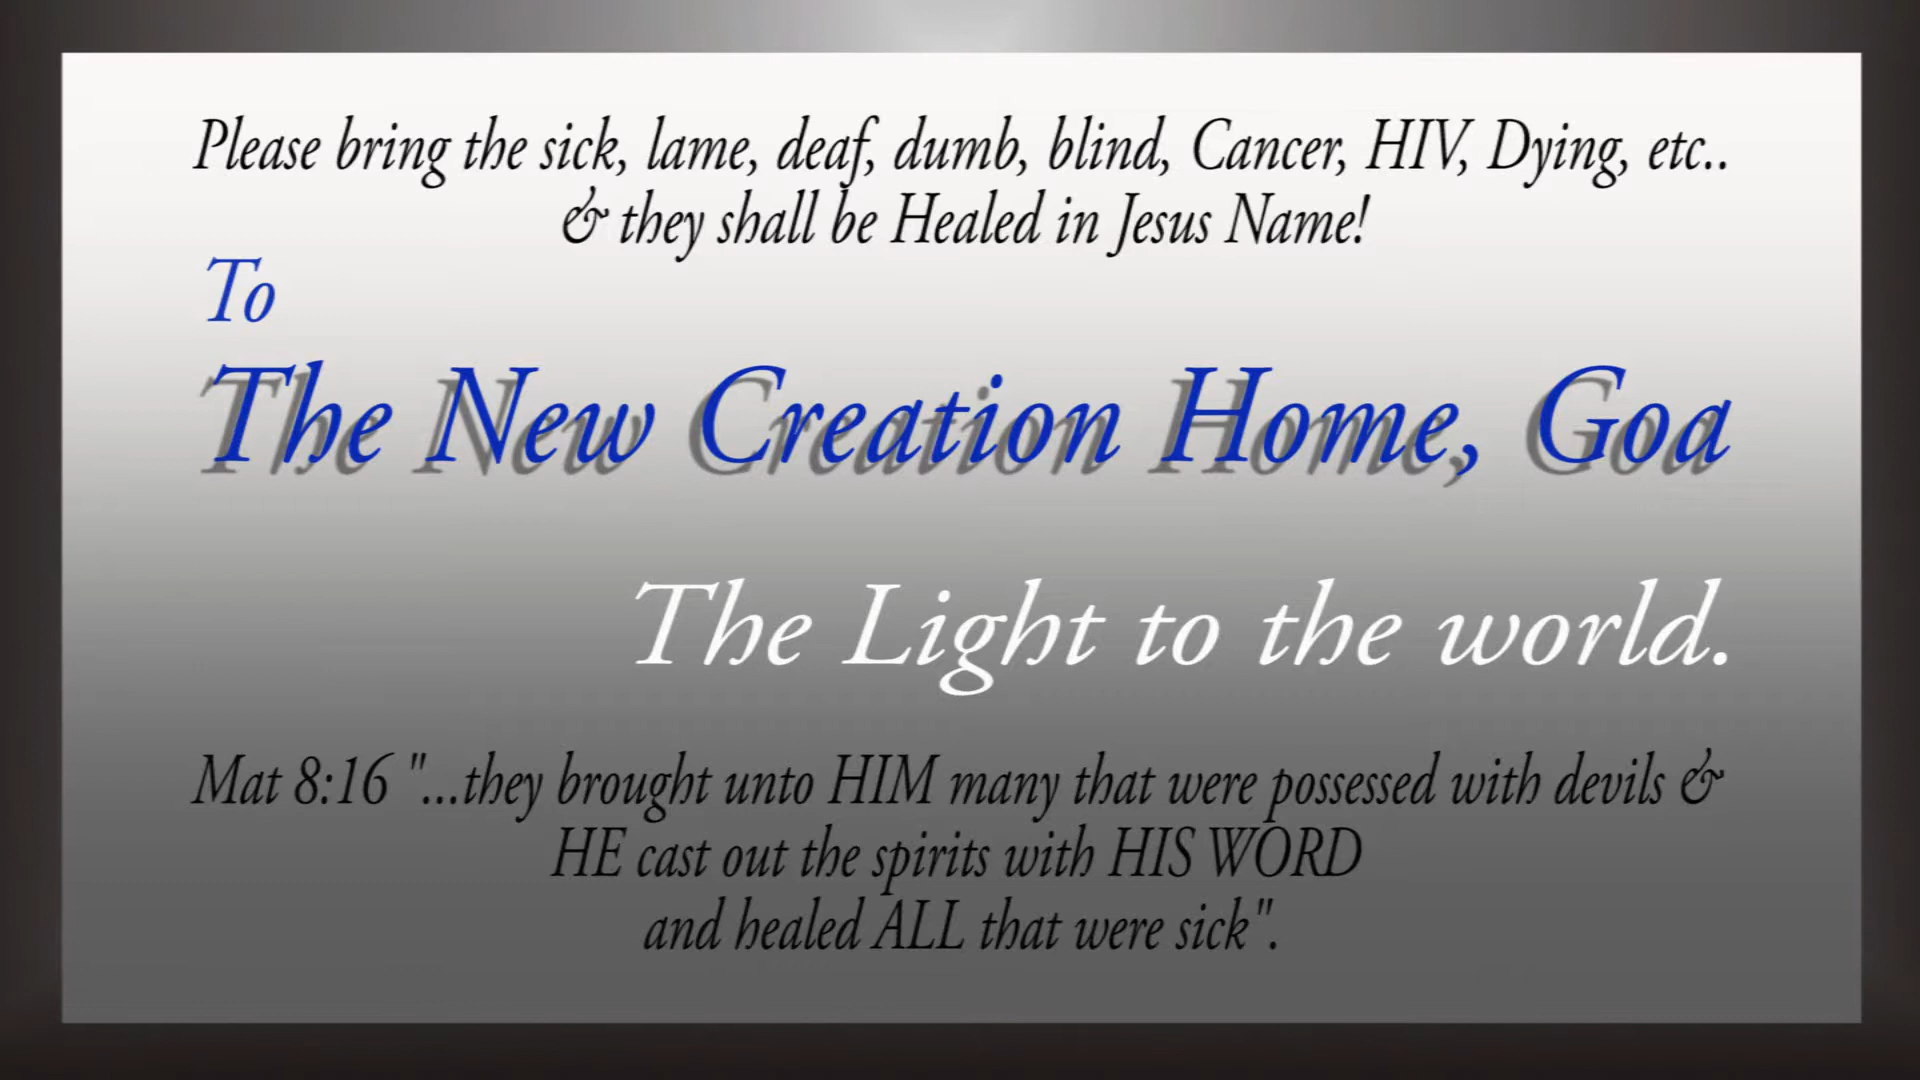 Please bring the sick, lame, deaf, dumb, blind, Cancer, HIV, Dying, etc..
& they shall be Healed in Jesus Name!
To
The New Creation Home, Goa
The Light to the world.
Mat 8:16 "...they brought unto HIM many that were possessed with devils &
HE cast out the spirits with HIS WORD
and healed ALL that were sick".